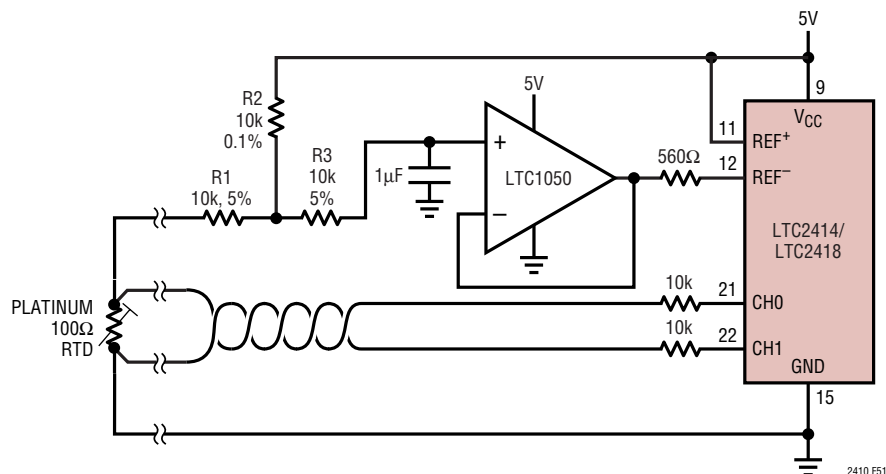 5V
R2
10k
0.1%
5V
9
VCC
11
REF+
R3
10k
5%
1µF
+
LTC1050
–
560Ω
12
REF–
R1
10k, 5%
LTC2414/
LTC2418
PLATINUM
100Ω
RTD
10k
21
CH0
10k
22
CH1
GND
15
2410 F51